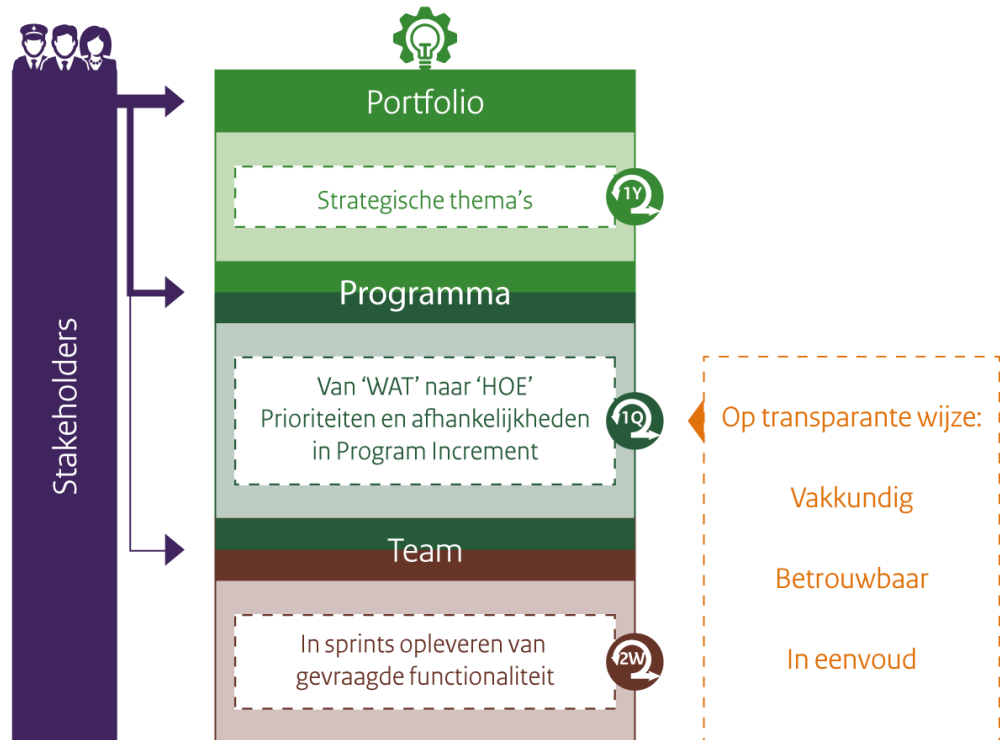 Stakeholders
Portfolio
Strategische thema's
1Y
Programma
Van ‘WAT’ naar ‘HOE’
Prioriteiten en afhankelijkheden
in Program Increment
1Q
Team
In sprints opleveren van
gevraagde functionaliteit
2W
Op transparante wijze:
Vakkundig
Betrouwbaar
In eenvoud